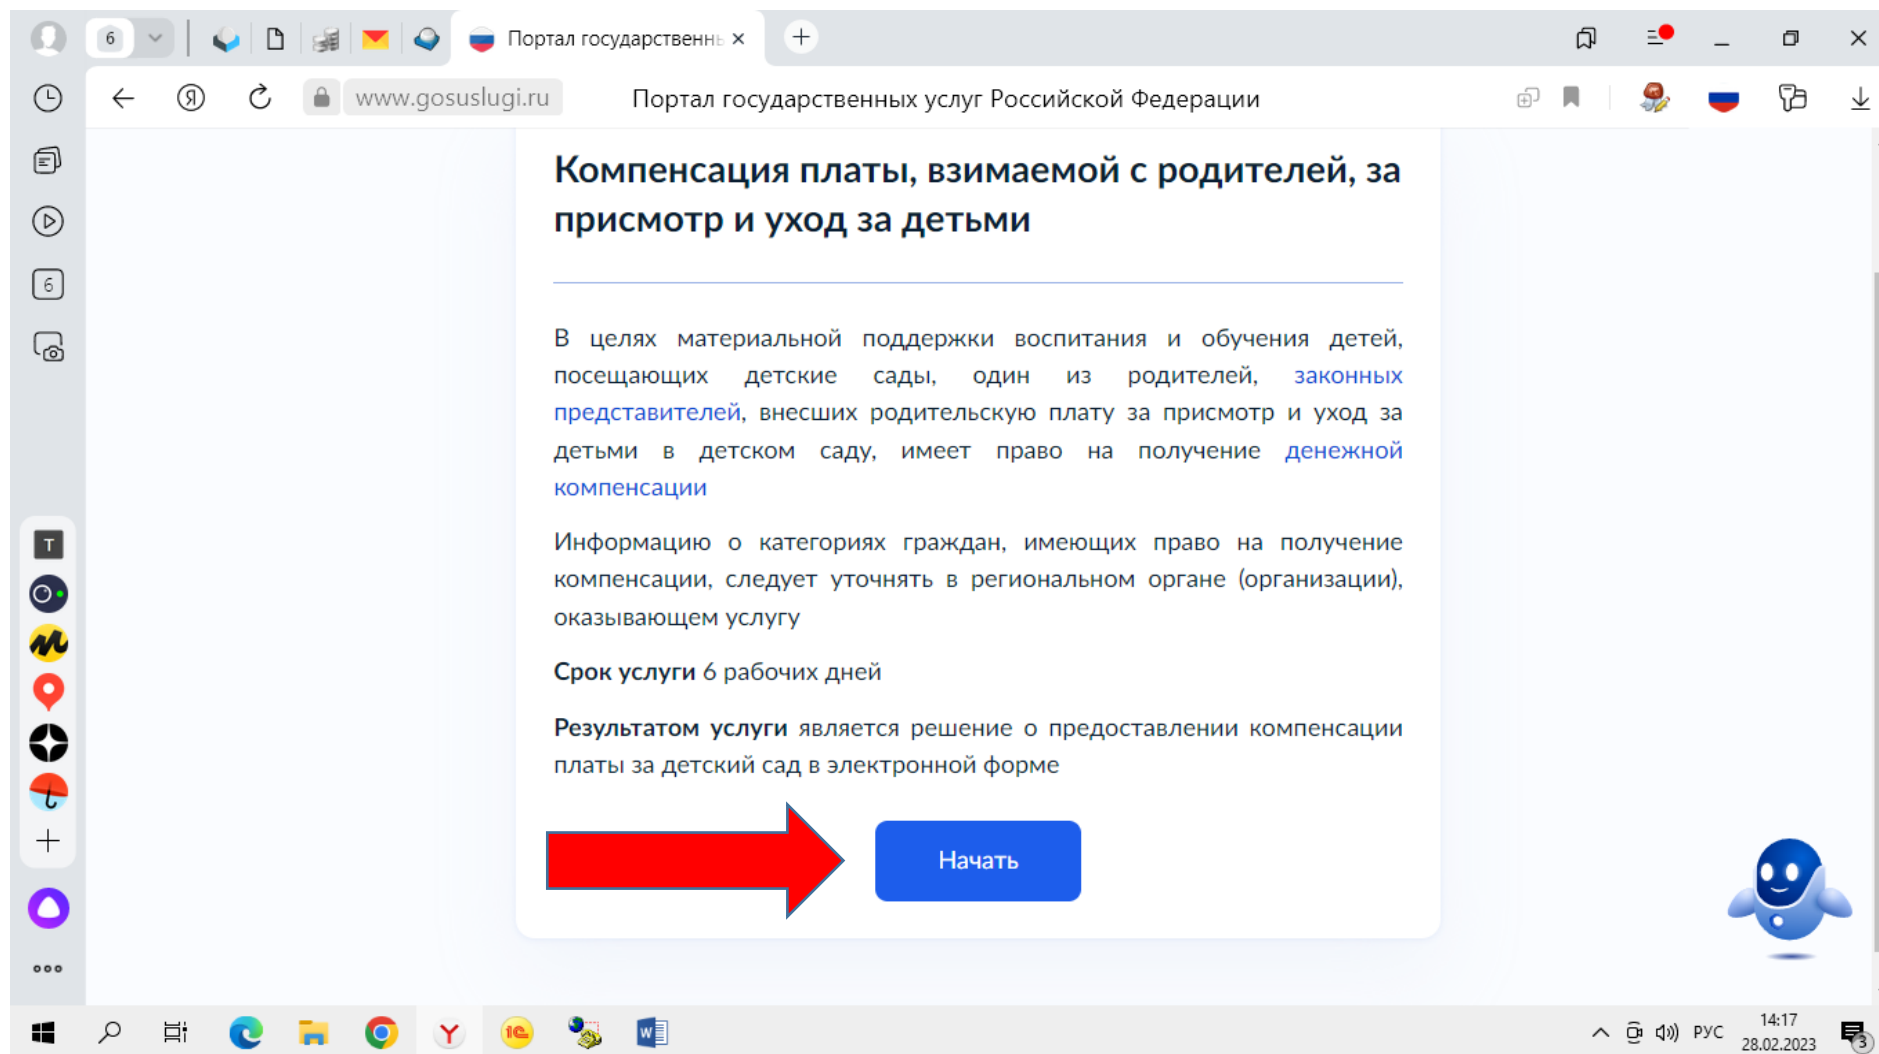 6
Портал государственнь
www.gosuslugi.ru
Портал государственных услуг Российской Федерации
6
Компенсация платы, взимаемой с родителей, за
присмотр и уход за детьми
В целях материальной поддержки воспитания и обучения детей,
посещающих детские сады, один из родителей, законных
представителей, внесших родительскую плату за присмотр и уход за
детьми в детском саду, имеет право на получение денежной
компенсации
Информацию о категориях граждан, имеющих право на получение
компенсации, следует уточнять в региональном органе (организации),
оказывающем услугу
Срок услуги 6 рабочих дней
Результатом услуги является решение о предоставлении компенсации
платы за детский сад в электронной форме
Начать
T
РУС
14:17
28.02.2023
3